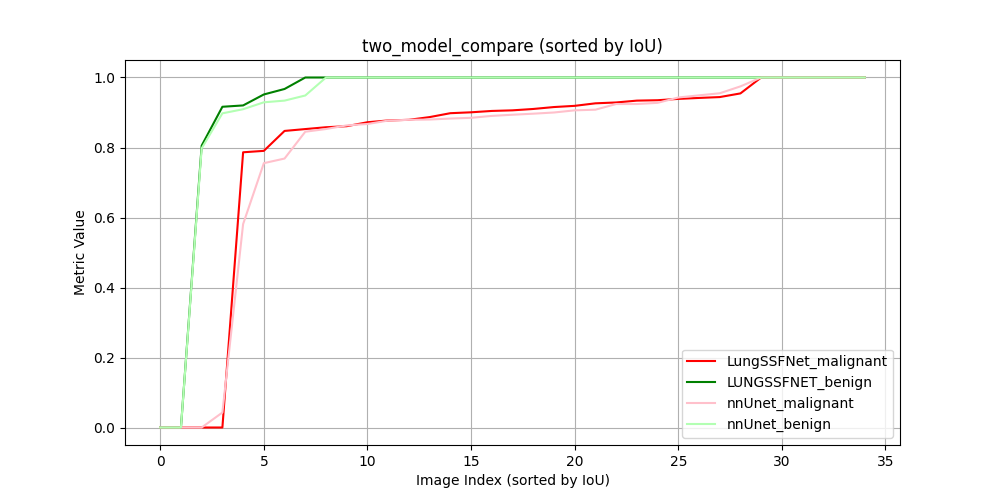 two_model_compare (sorted by IoU)
1.0
0.8
0.6
0.4
0.2
0.0
Metric Value
LungSSFNet_malignant
LUNGSSFNET_benign
nnUnet_malignant
nnUnet_benign
0 5 10 15 20 25 30 35
Image Index (sorted by IoU)